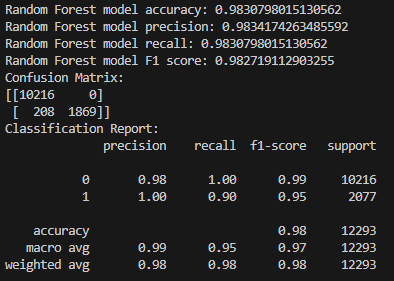 Random Forest model accuracy: 0.9830798015130562
Random Forest model precision: 0.9834174263485592
Random Forest model recall: 0.9830798015130562
Random Forest model F1 score: 0.982719112903255
Confusion Matrix:
[[10216     0]
 [  208  1869]]
Classification Report:
              precision    recall  f1-score   support

           0       0.98      1.00      0.99     10216
           1       1.00      0.90      0.95      2077

    accuracy                           0.98     12293
   macro avg       0.99      0.95      0.97     12293
weighted avg       0.98      0.98      0.98     12293